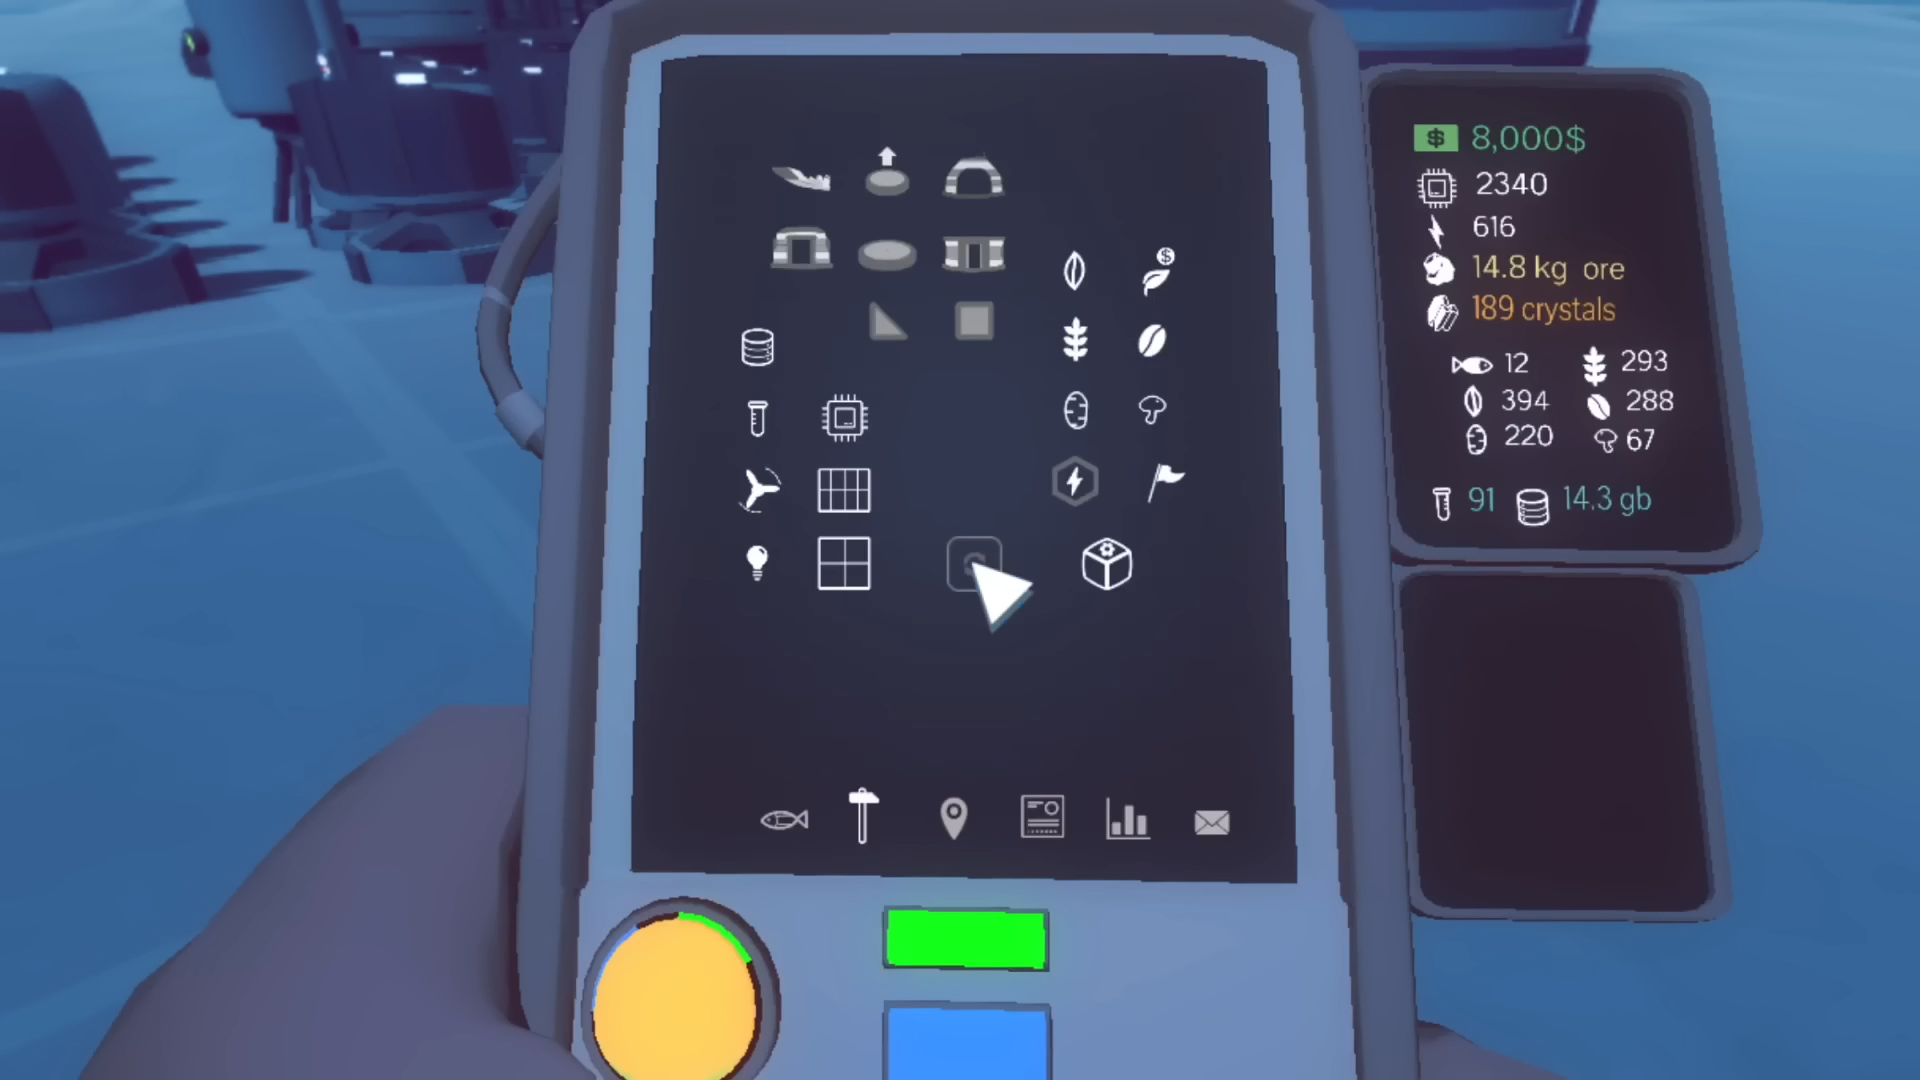 8,000$
2340
616
14.8 kg ore
189 crystals
12 293
394 288
220 67
91 14.3 gb